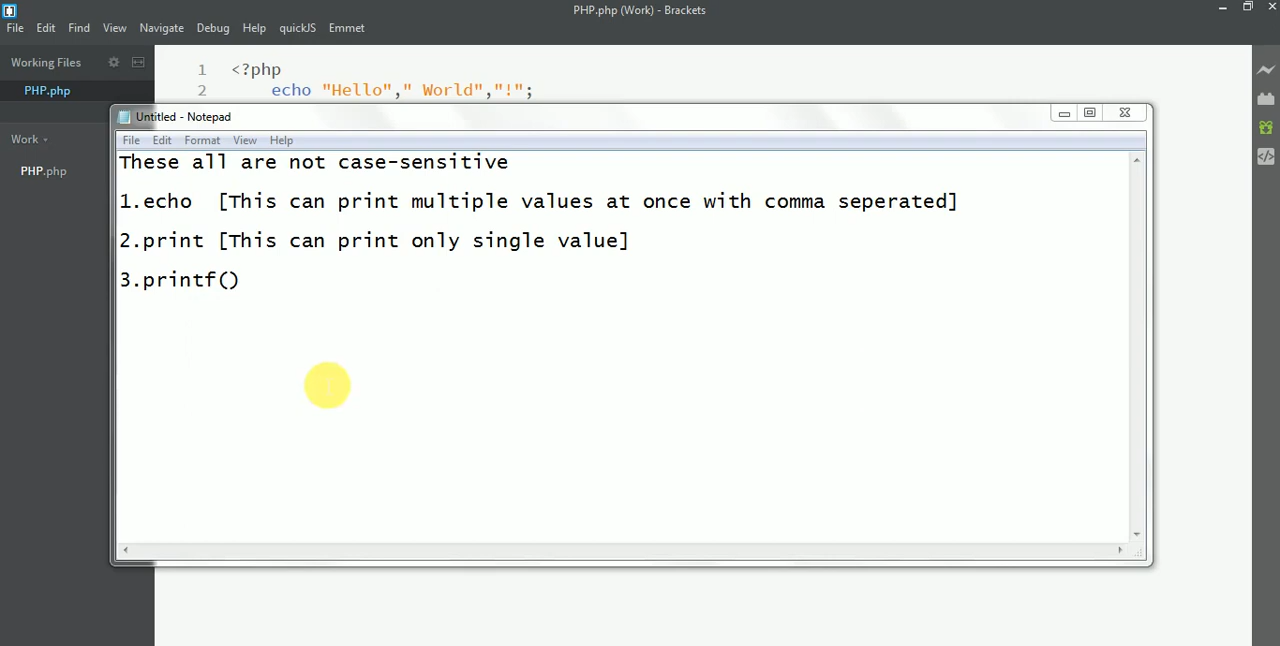 PHP.php (Work) - Brackets
File Edit Find View Navigate Debug Help quickJS Emmet
Working Files
PHP.php
Work
PHP.php
1 <?php
2 echo "Hello"," World","!";
Untitled - Notepad
File Edit Format View Help
These all are not case-sensitive
1.echo [This can print multiple values at once with comma seperated]
2.print [This can print only single value]
3.printf()